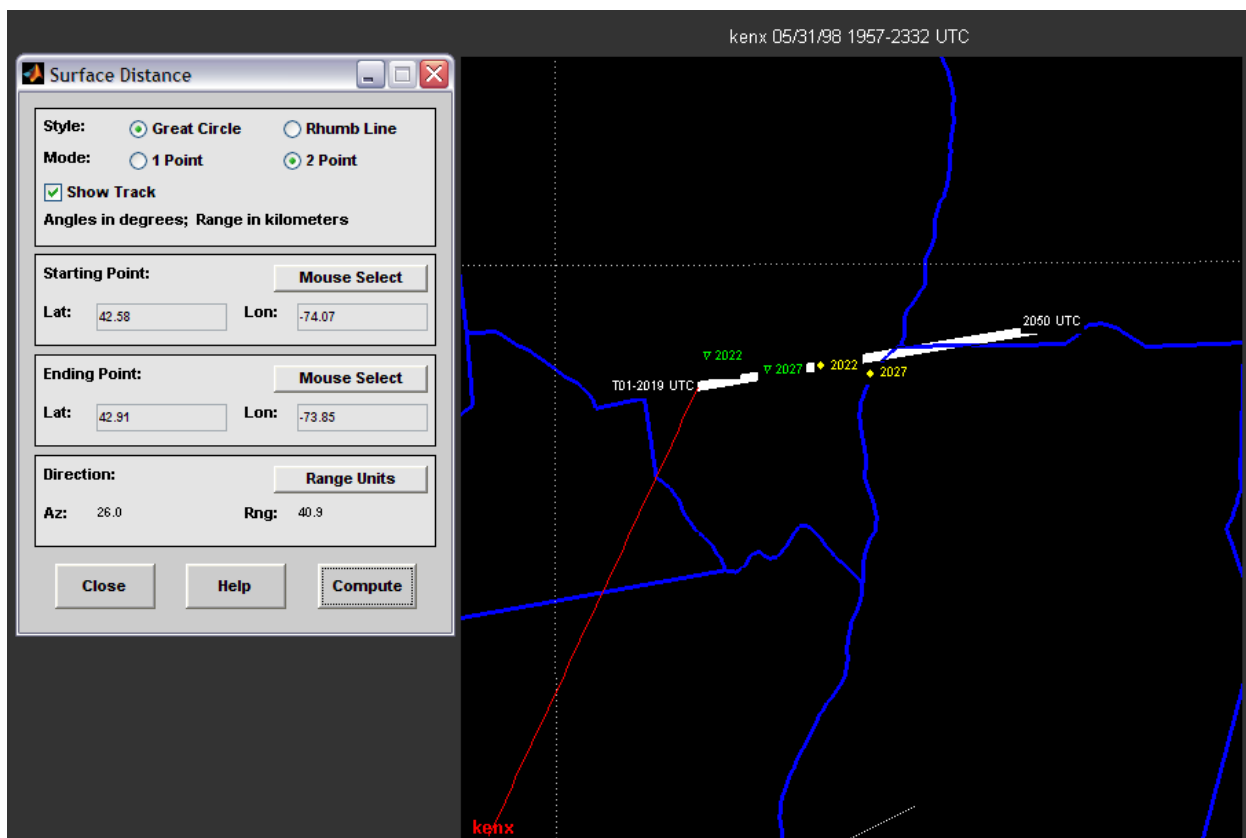 kenx 05/31/98 1957-2332 UTC
Surface Distance
Style: Great Circle Rhumb Line
Mode: 1 Point 2 Point
Show Track
Angles in degrees; Range in kilometers
Starting Point: Mouse Select
Lat: 42.58 Lon: -74.07
Ending Point: Mouse Select
Lat: 42.91 Lon: -73.85
Direction: Range Units
Az: 26.0 Rng: 40.9
Close Help Compute
2050 UTC
2022
2027 2022 2027
T01-2019 UTC
kenx